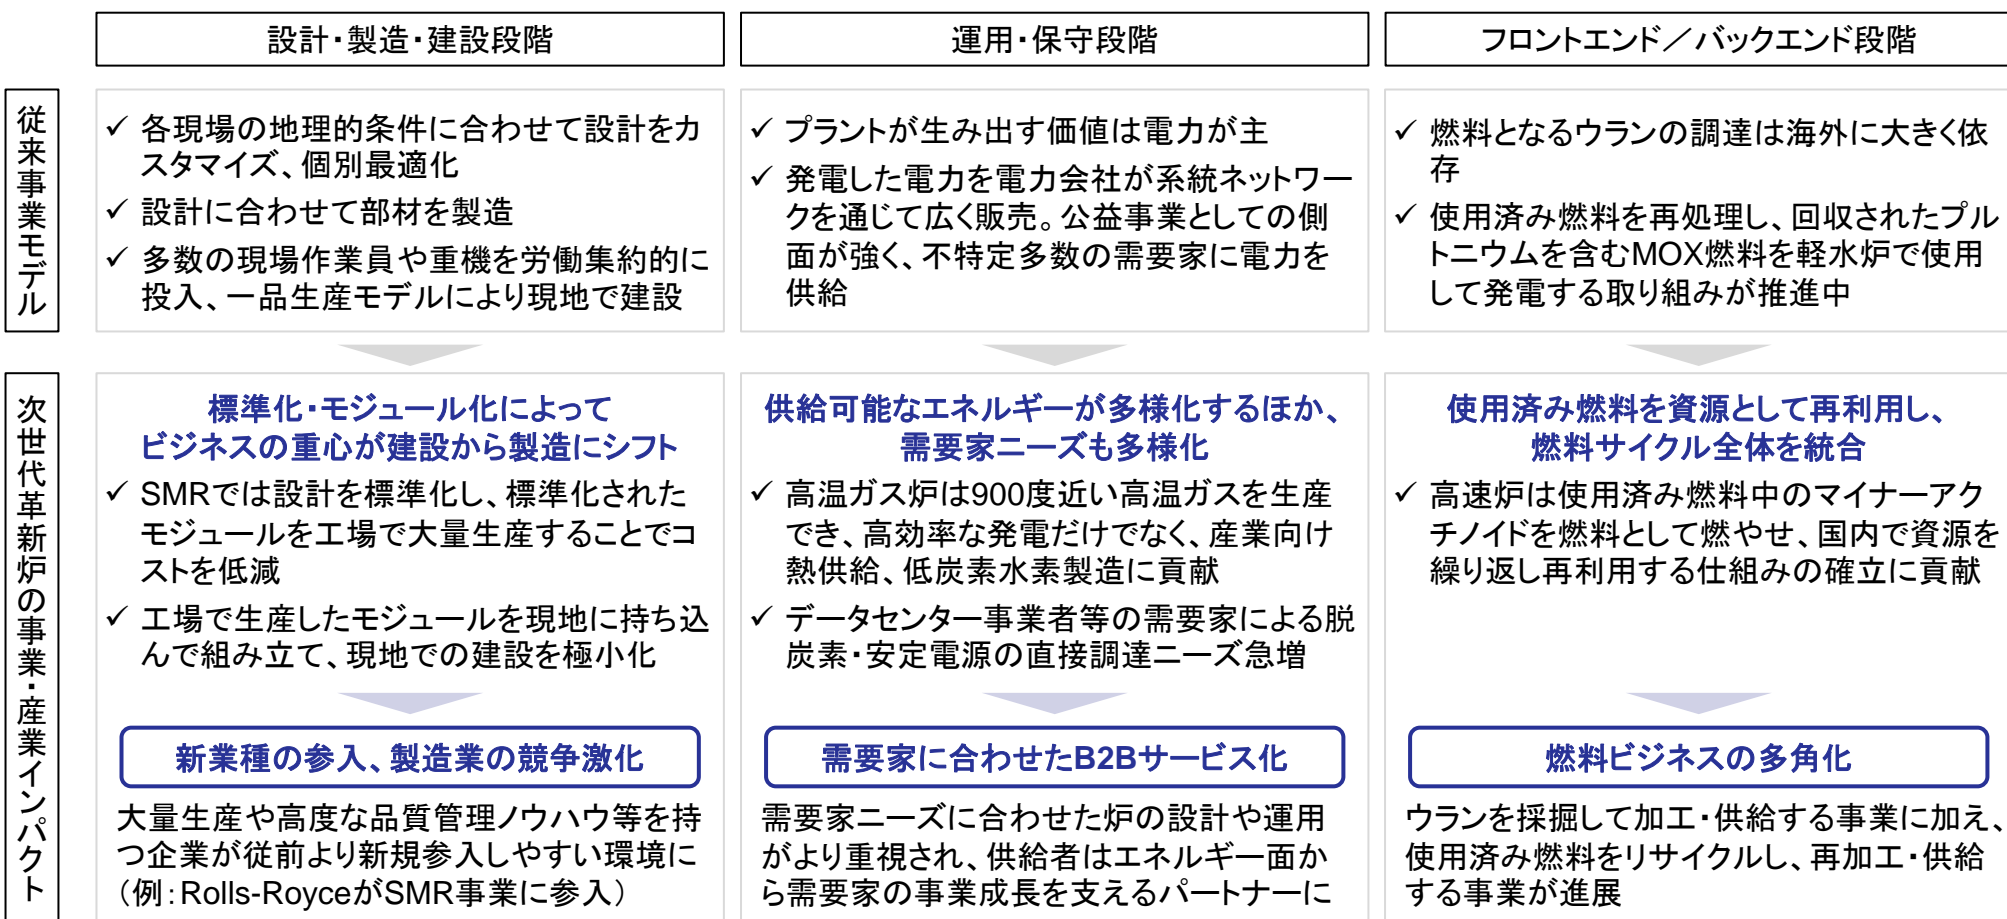 設計・製造・建設段階
運用・保守段階
フロントエンド／バックエンド段階
従来事業モデル
✓ 各現場の地理的条件に合わせて設計をカ
スタマイズ、個別最適化
✓ 設計に合わせて部材を製造
✓ 多数の現場作業員や重機を労働集約的に
投入、一品生産モデルにより現地で建設
✓ プラントが生み出す価値は電力が主
✓ 発電した電力を電力会社が系統ネットワー
クを通じて広く販売。公益事業としての側
面が強く、不特定多数の需要家に電力を
供給
✓ 燃料となるウランの調達は海外に大きく依
存
✓ 使用済み燃料を再処理し、回収されたプル
トニウムを含むMOX燃料を軽水炉で使用
して発電する取り組みが推進中
次世代革新炉の事業・産業インパクト
標準化・モジュール化によって
ビジネスの重心が建設から製造にシフト
✓ SMRでは設計を標準化し、標準化された
モジュールを工場で大量生産することでコ
ストを低減
✓ 工場で生産したモジュールを現地に持ち込
んで組み立て、現地での建設を極小化
新業種の参入、製造業の競争激化
大量生産や高度な品質管理ノウハウ等を持
つ企業が従前より新規参入しやすい環境に
（例：Rolls-RoyceがSMR事業に参入）
供給可能なエネルギーが多様化するほか、
需要家ニーズも多様化
✓ 高温ガス炉は900度近い高温ガスを生産
でき、高効率な発電だけでなく、産業向け
熱供給、低炭素水素製造に貢献
✓ データセンター事業者等の需要家による脱
炭素・安定電源の直接調達ニーズ急増
需要家に合わせたB2Bサービス化
需要家ニーズに合わせた炉の設計や運用
がより重視され、供給者はエネルギー面か
ら需要家の事業成長を支えるパートナーに
使用済み燃料を資源として再利用し、
燃料サイクル全体を統合
✓ 高速炉は使用済み燃料中のマイナーアク
チノイドを燃料として燃やせ、国内で資源を
繰り返し再利用する仕組みの確立に貢献
燃料ビジネスの多角化
ウランを採掘して加工・供給する事業に加え、
使用済み燃料をリサイクルし、再加工・供給
する事業が進展